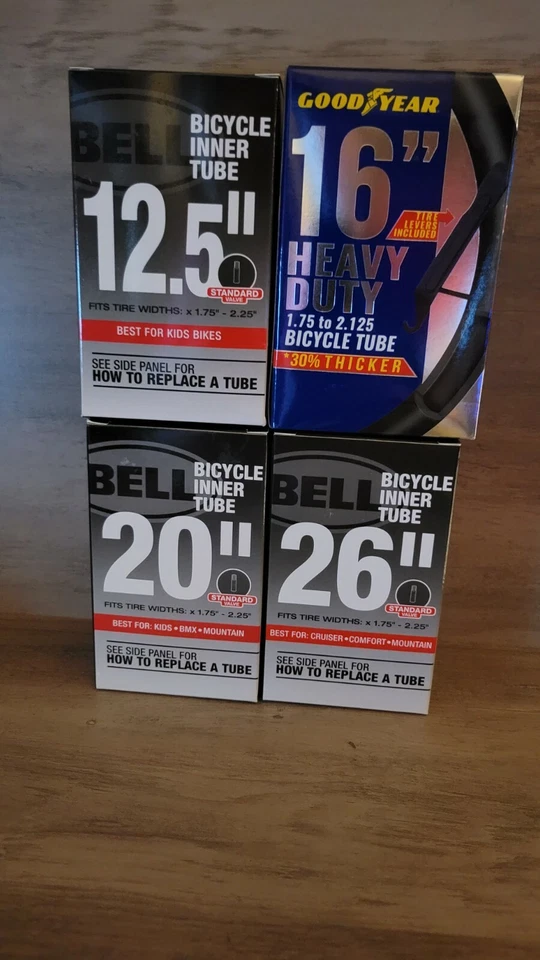 BELL
BICYCLE
INNER
TUBE
12.5"
STANDARD
VALVE
FITS TIRE WIDTHS: x 1.75" - 2.25"
BEST FOR KIDS BIKES
SEE SIDE PANEL FOR
HOW TO REPLACE A TUBE
GOOD YEAR
16”
TIRE
LEVERS
INCLUDED
HEAVY
DUTY
1.75 to 2.125
BICYCLE TUBE
*30% THICKER
BELL
BICYCLE
INNER
TUBE
20"
STANDARD
VALVE
FITS TIRE WIDTHS: x 1.75" - 2.25"
BEST FOR: KIDS • BMX • MOUNTAIN
SEE SIDE PANEL FOR
HOW TO REPLACE A TUBE
BELL
BICYCLE
INNER
TUBE
26"
STANDARD
VALVE
FITS TIRE WIDTHS: x 1.75" - 2.25"
BEST FOR: CRUISER • COMFORT • MOUNTAIN
SEE SIDE PANEL FOR
HOW TO REPLACE A TUBE